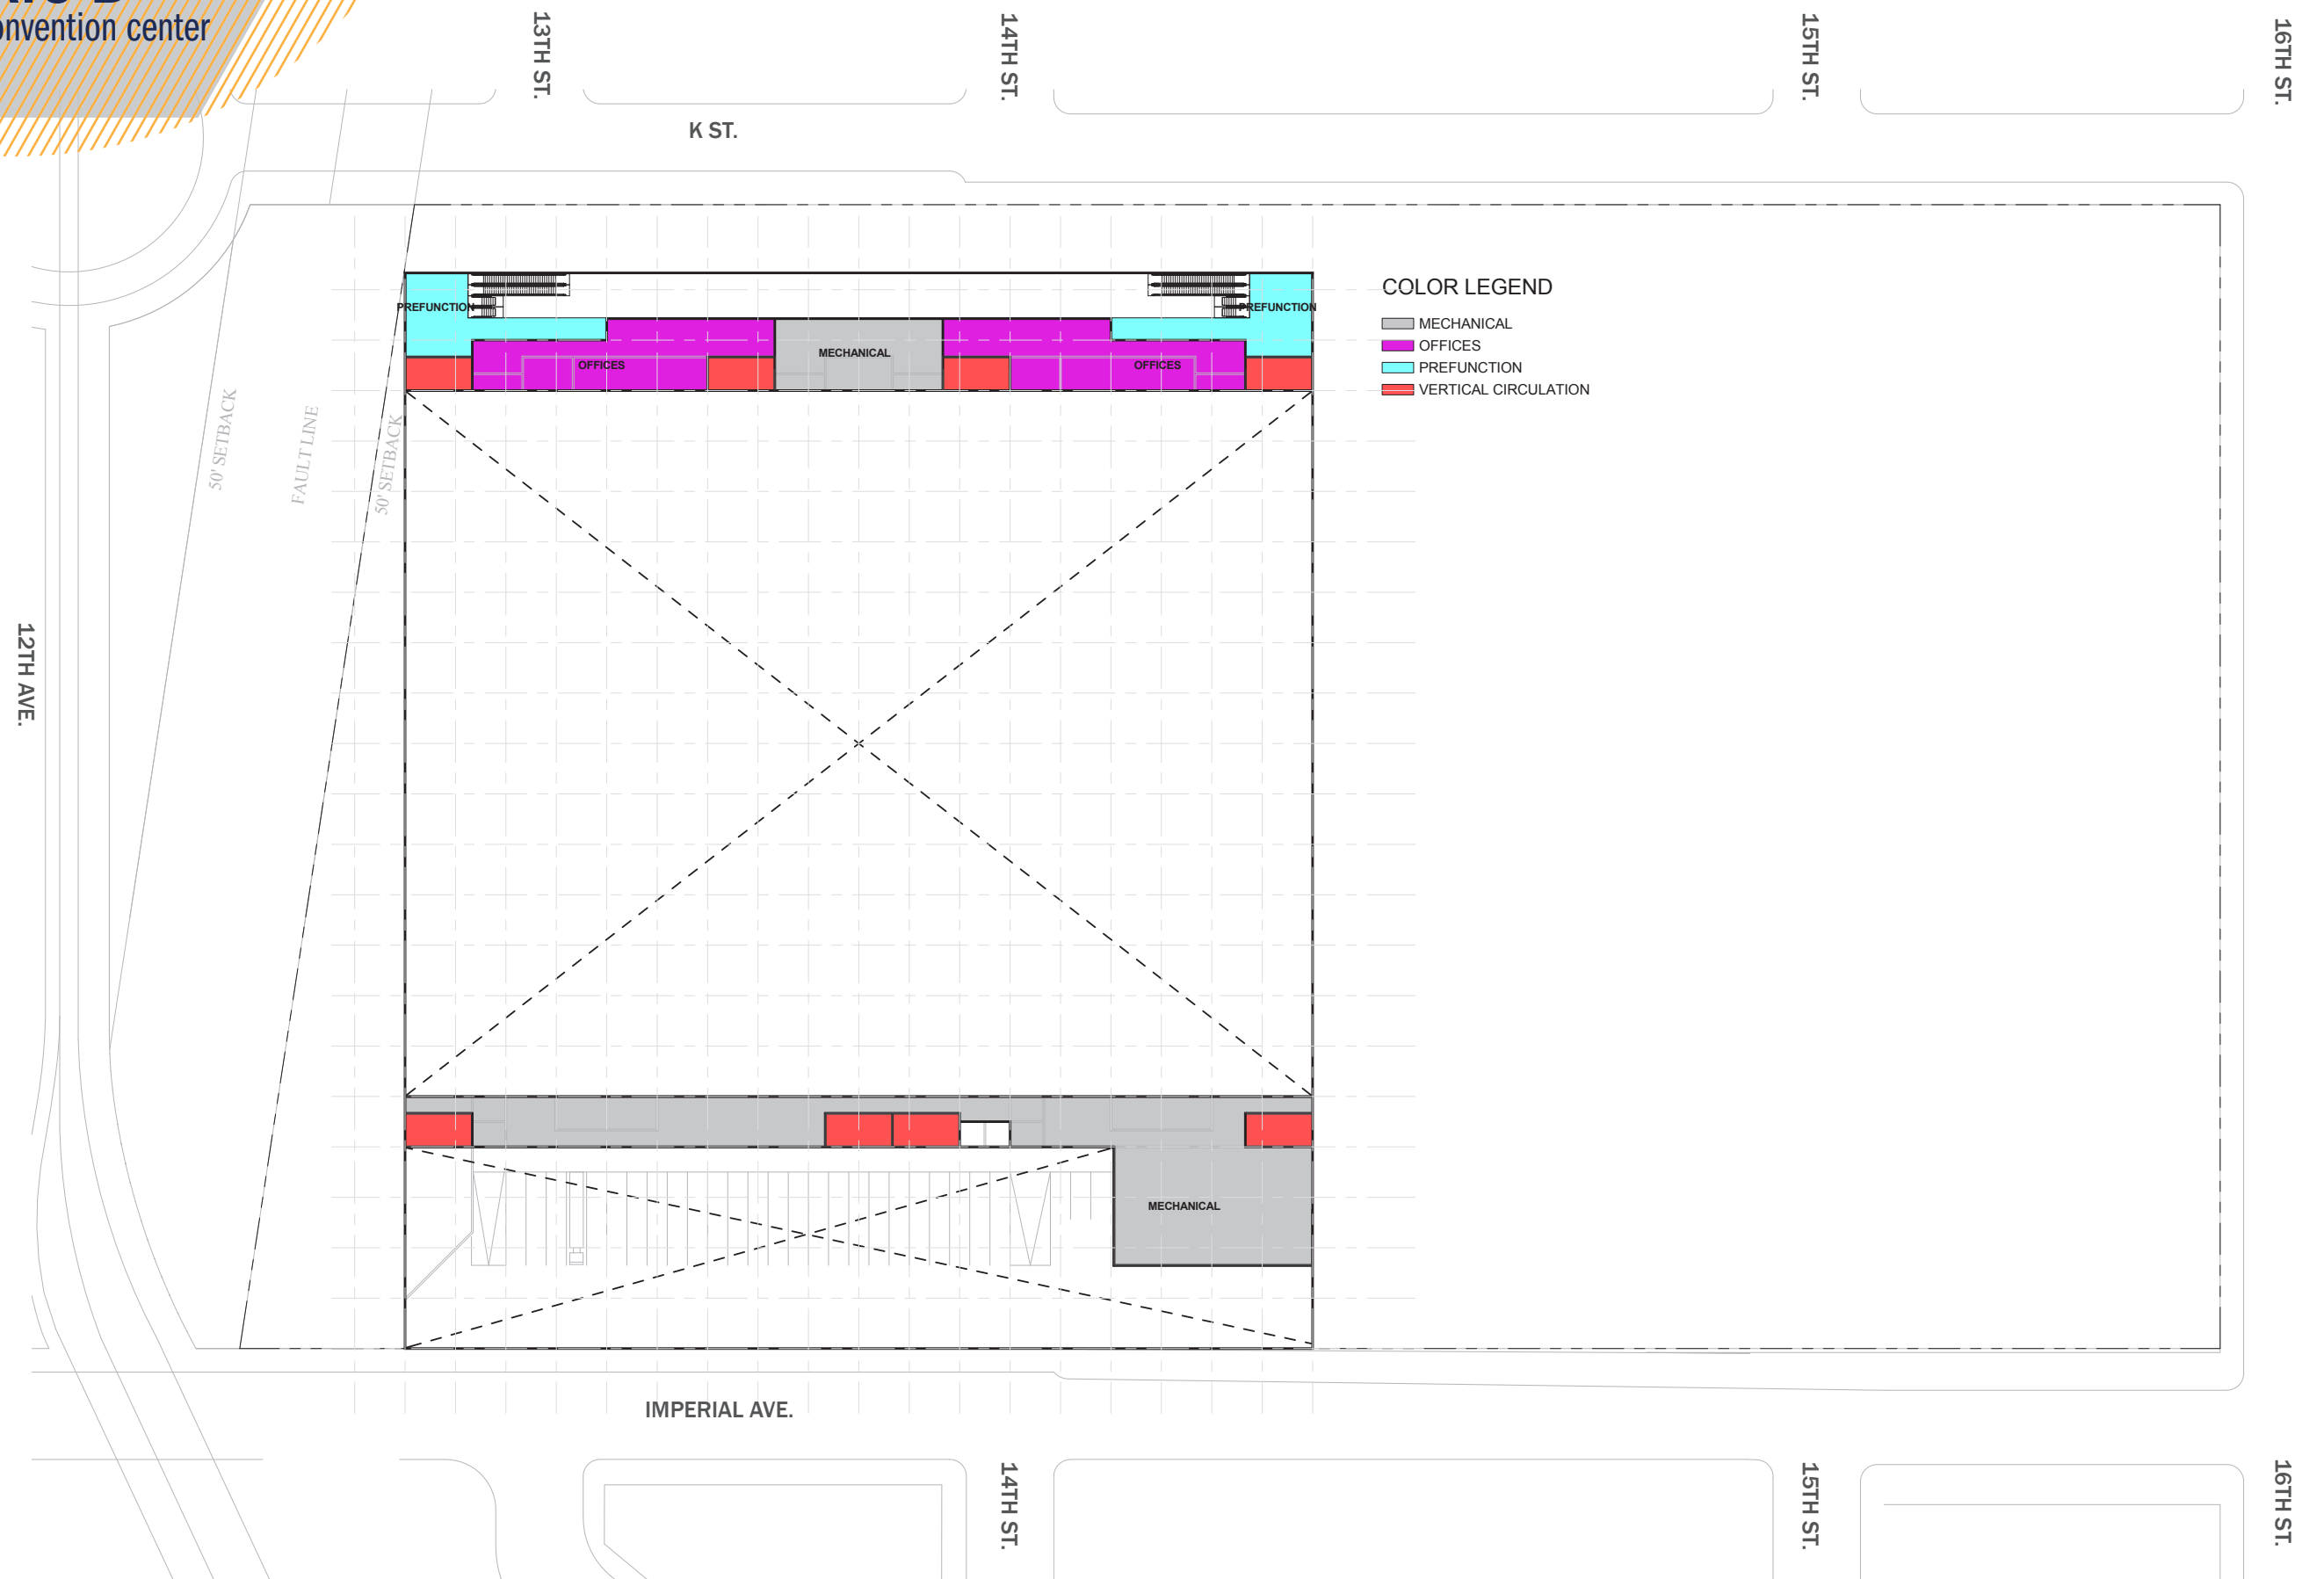 convention center
13TH ST.
14TH ST.
15TH ST.
16TH ST.
K ST.
COLOR LEGEND
MECHANICAL
OFFICES
PREFUNCTION
VERTICAL CIRCULATION
PREFUNCTION
PREFUNCTION
MECHANICAL
OFFICES
OFFICES
50' SETBACK
FAULT LINE
50' SETBACK
12TH AVE.
MECHANICAL
IMPERIAL AVE.
14TH ST.
15TH ST.
16TH ST.